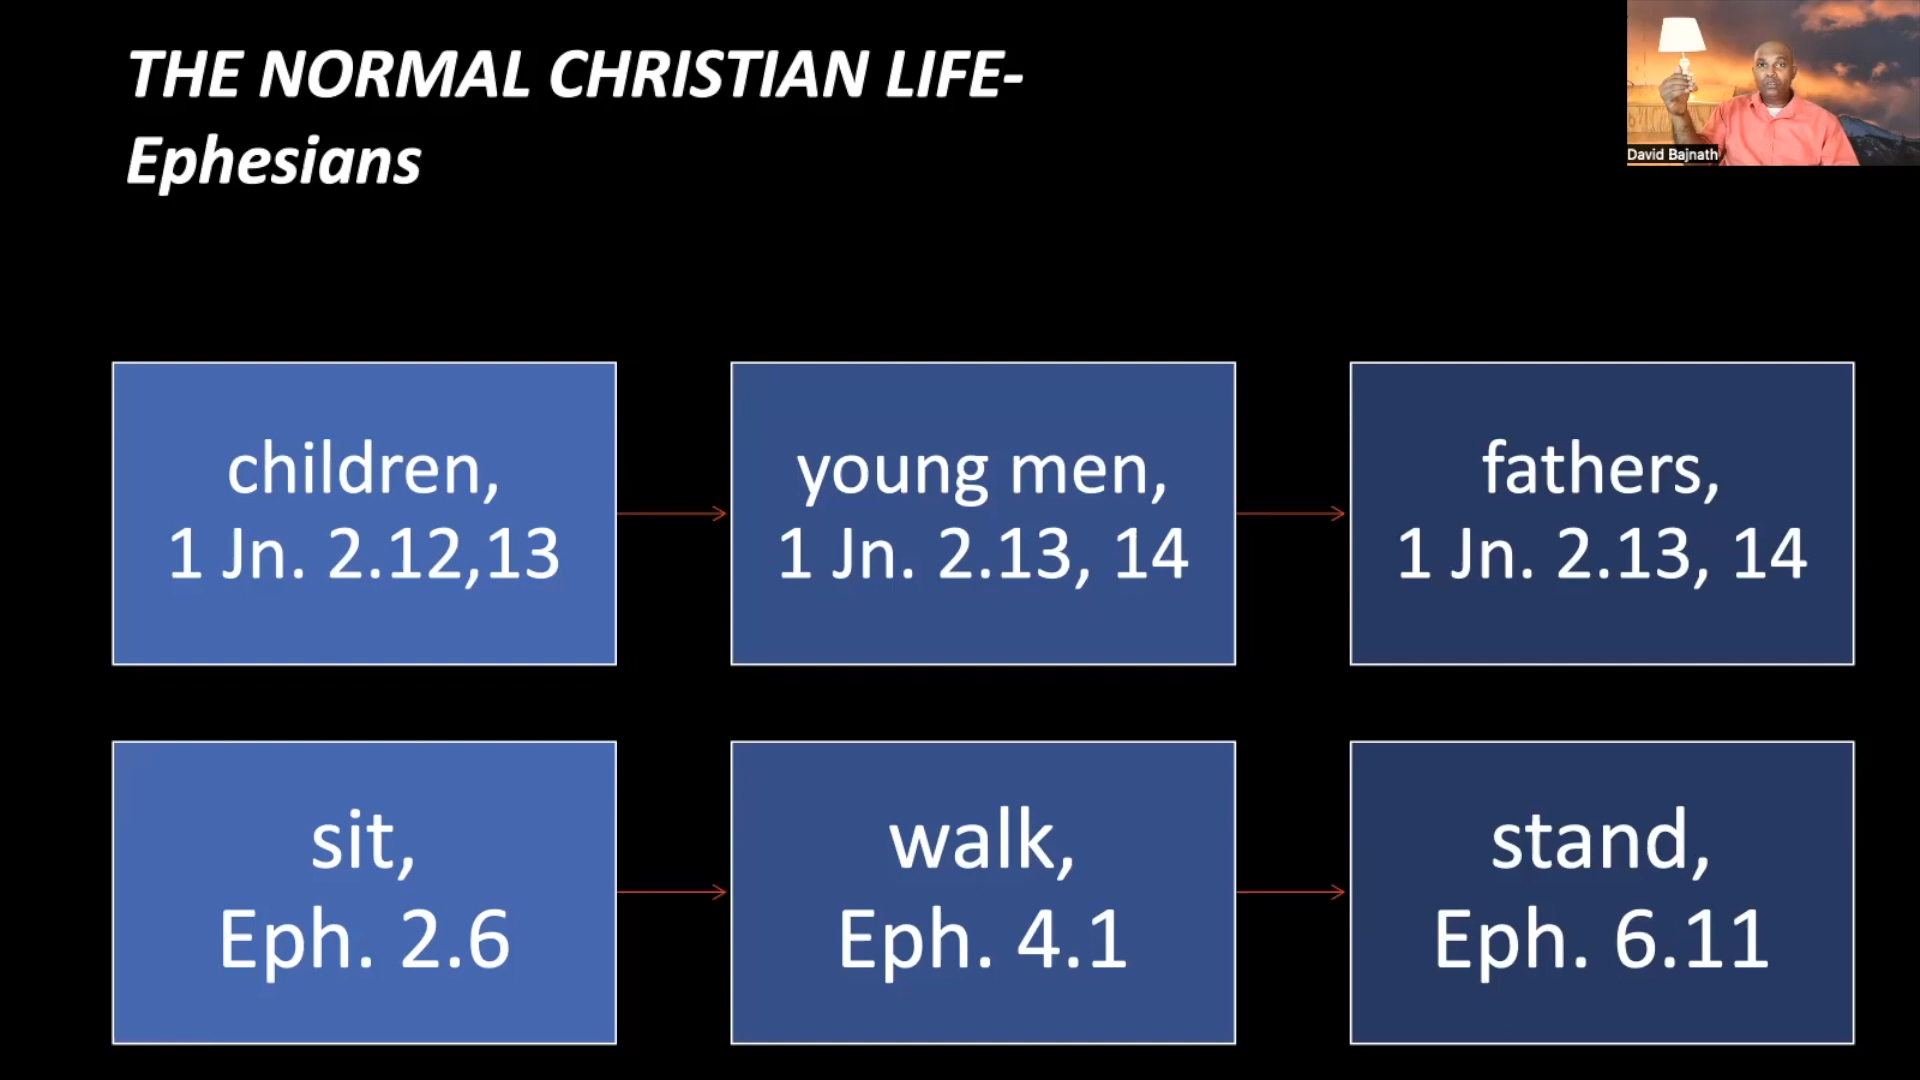 THE NORMAL CHRISTIAN LIFE-
Ephesians
David Bajnath
children,
1 Jn. 2.12,13
young men,
1 Jn. 2.13, 14
fathers,
1 Jn. 2.13, 14
sit,
Eph. 2.6
walk,
Eph. 4.1
stand,
Eph. 6.11